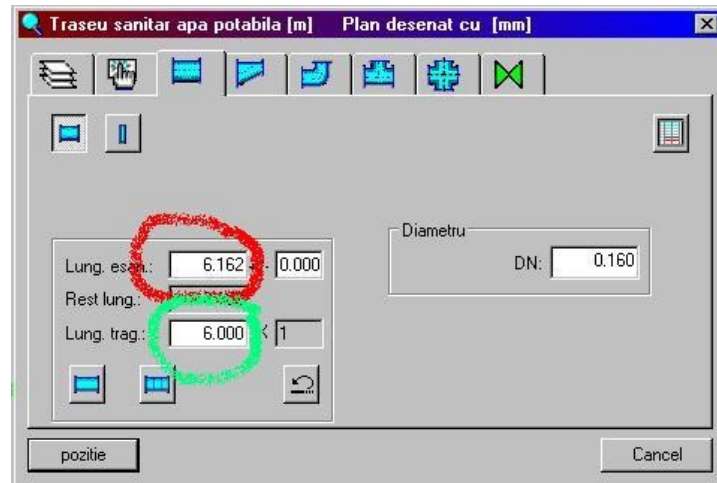 Traseu sanitar apa potabila [m] Plan desenat cu [mm]
Diametru
Lung. esan.: 6.162 +/- 0.000
DN: 0.160
Rest lung.:
Lung. trag.: 6.000 X 1
pozitie
Cancel